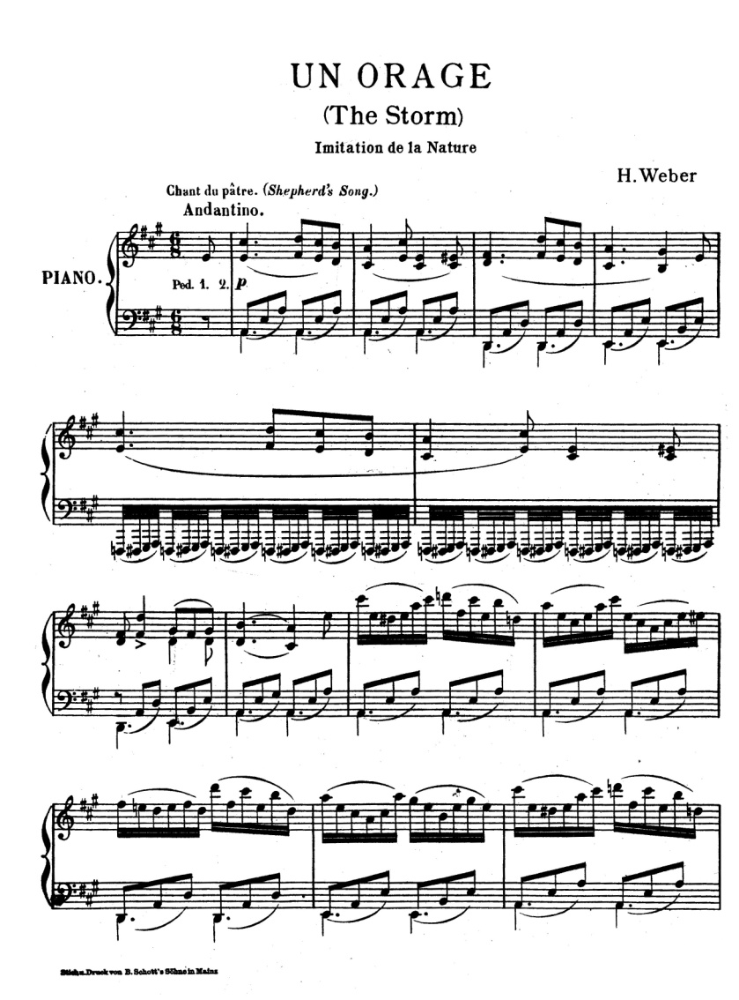 UN ORAGE
(The Storm)
Imitation de la Nature
H. Weber
Chant du pâtre. (Shepherd's Song.)
Andantino.
PIANO.
Ped. 1. 2. p
Stich u. Druck von B. Schott's Söhne in Mainz